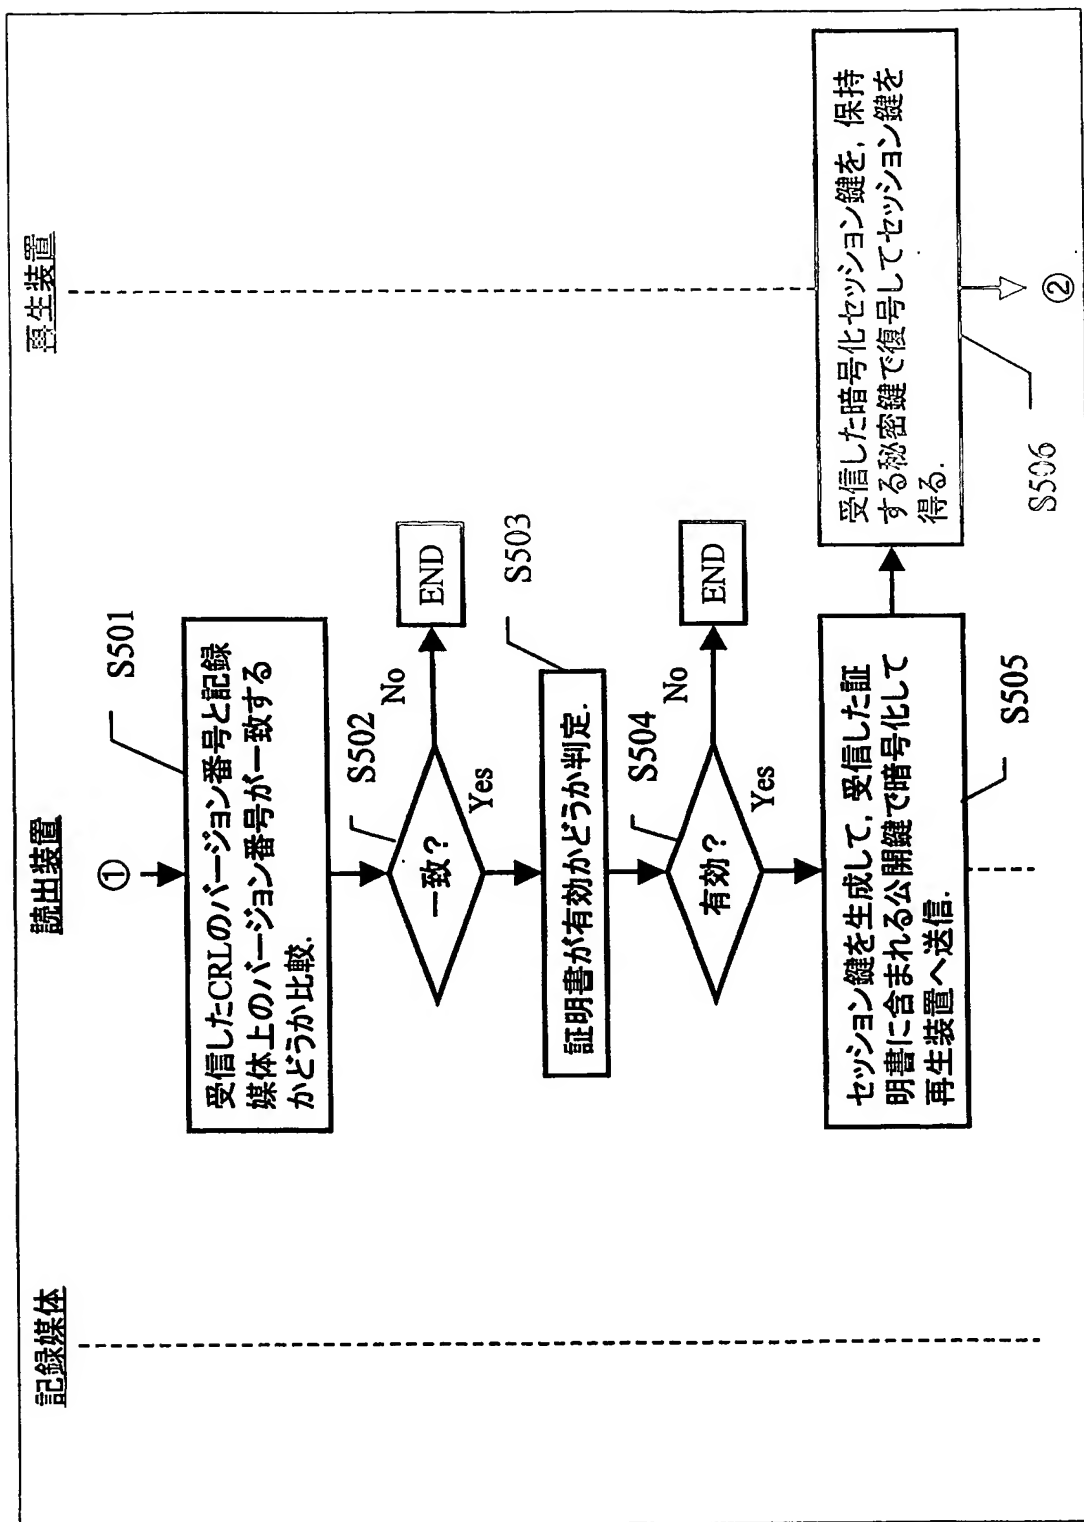 記録媒体
読出装置
再生装置
①
S501
受信したCRLのバージョン番号と記録
媒体上のバージョン番号が一致する
かどうか比較.
S502
一致？
No
END
Yes
S503
証明書が有効かどうか判定.
S504
有効？
No
END
Yes
セッション鍵を生成して, 受信した証
明書に含まれる公開鍵で暗号化して
再生装置へ送信.
S505
受信した暗号化セッション鍵を, 保持
する秘密鍵で復号してセッション鍵を
得る.
S506
②